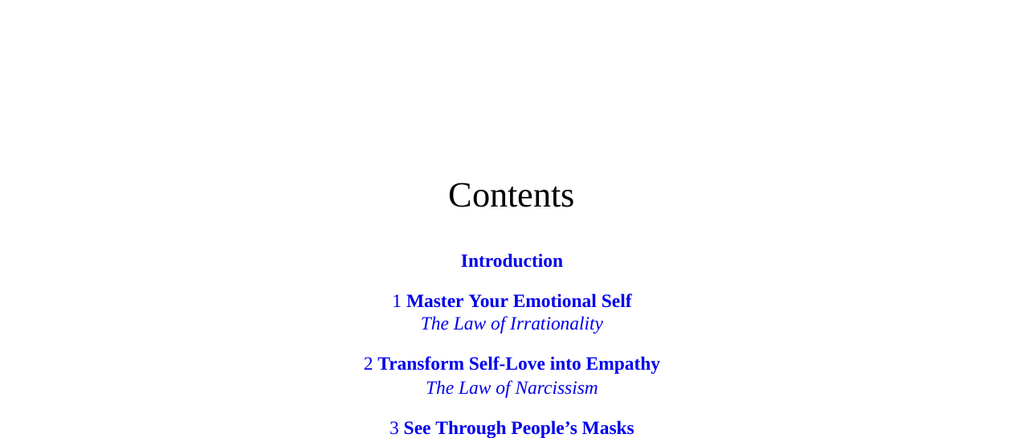 Contents
Introduction
1 Master Your Emotional Self
The Law of Irrationality
2 Transform Self-Love into Empathy
The Law of Narcissism
3 See Through People’s Masks